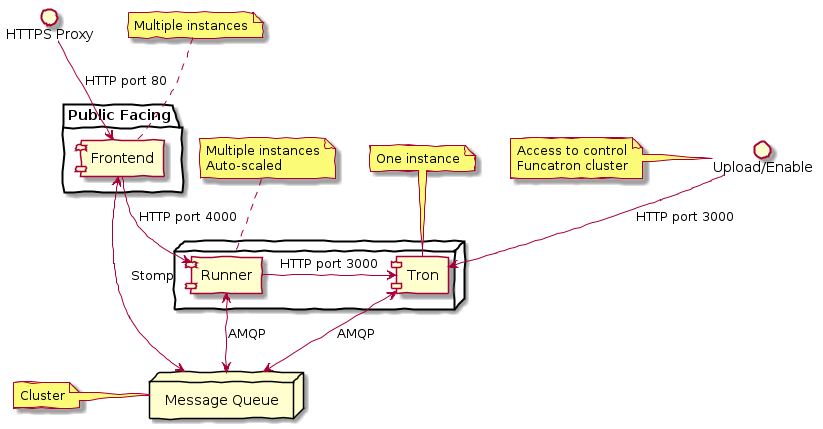 HTTPS Proxy
Multiple instances
HTTP port 80
Public Facing
Frontend
Multiple instances
Auto-scaled
One instance
Access to control
Funcatron cluster
Upload/Enable
HTTP port 4000
HTTP port 3000
Stomp
Runner
HTTP port 3000
Tron
AMQP
AMQP
Cluster
Message Queue